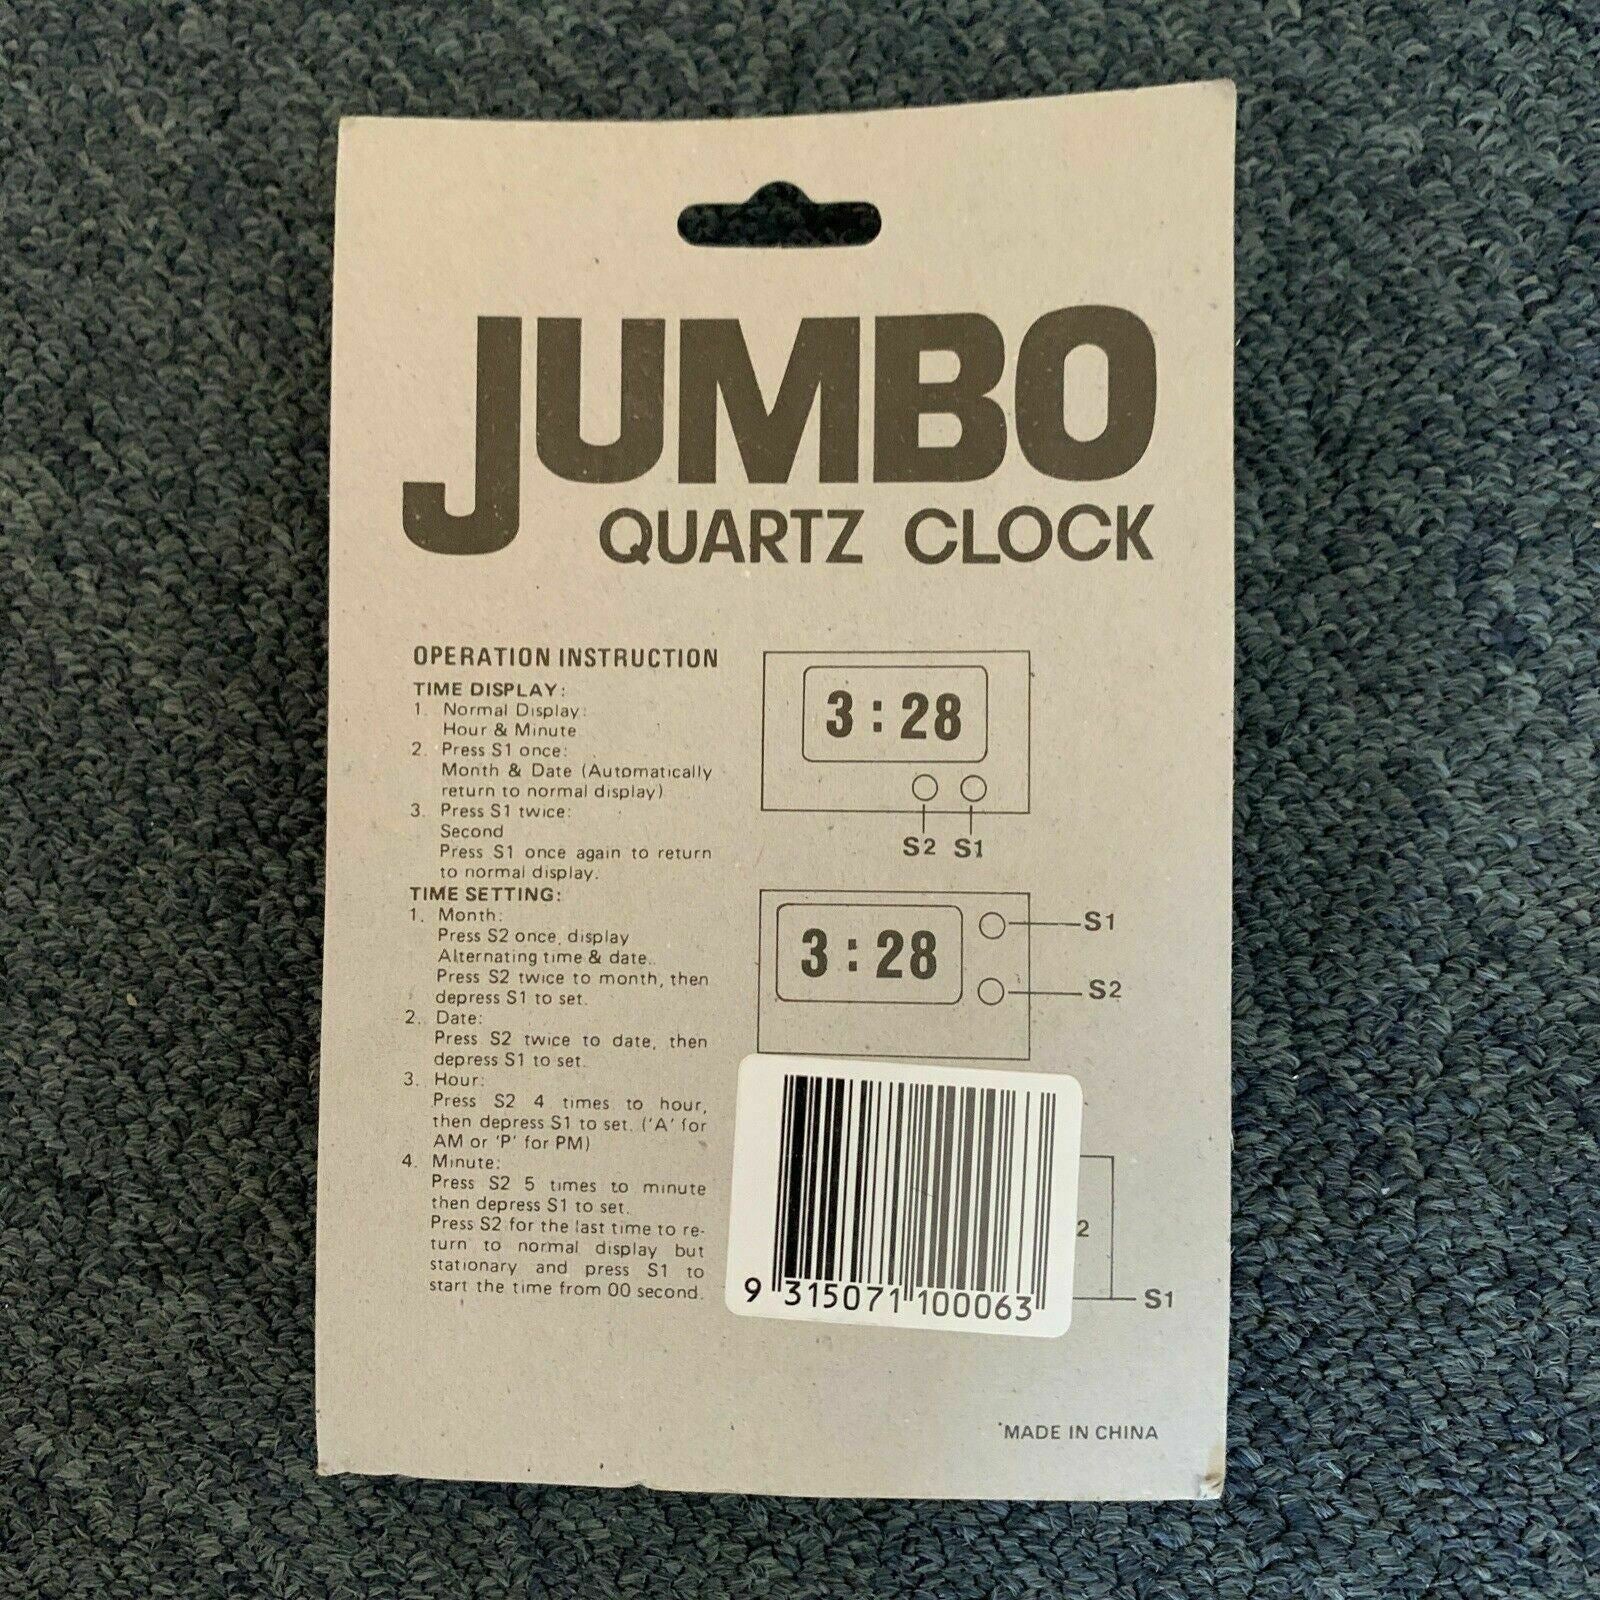 JUMBO
QUARTZ CLOCK
OPERATION INSTRUCTION
TIME DISPLAY:
1. Normal Display:
Hour & Minute
2. Press S1 once:
Month & Date (Automatically
return to normal display)
3. Press S1 twice:
Second
Press S1 once again to return
to normal display.
TIME SETTING:
1. Month:
Press S2 once, display
Alternating time & date..
Press S2 twice to month, then
depress S1 to set.
2. Date:
Press S2 twice to date, then
depress S1 to set.
3. Hour:
Press S2 4 times to hour,
then depress S1 to set. ('A' for
AM or 'P' for PM)
4. Minute:
Press S2 5 times to minute
then depress S1 to set.
Press S2 for the last time to re-
turn to normal display but
stationary and press S1 to
start the time from 00 second.
3 : 28
S2 S1
3 : 28
S1
S2
2
S1
9 315071 100063
MADE IN CHINA